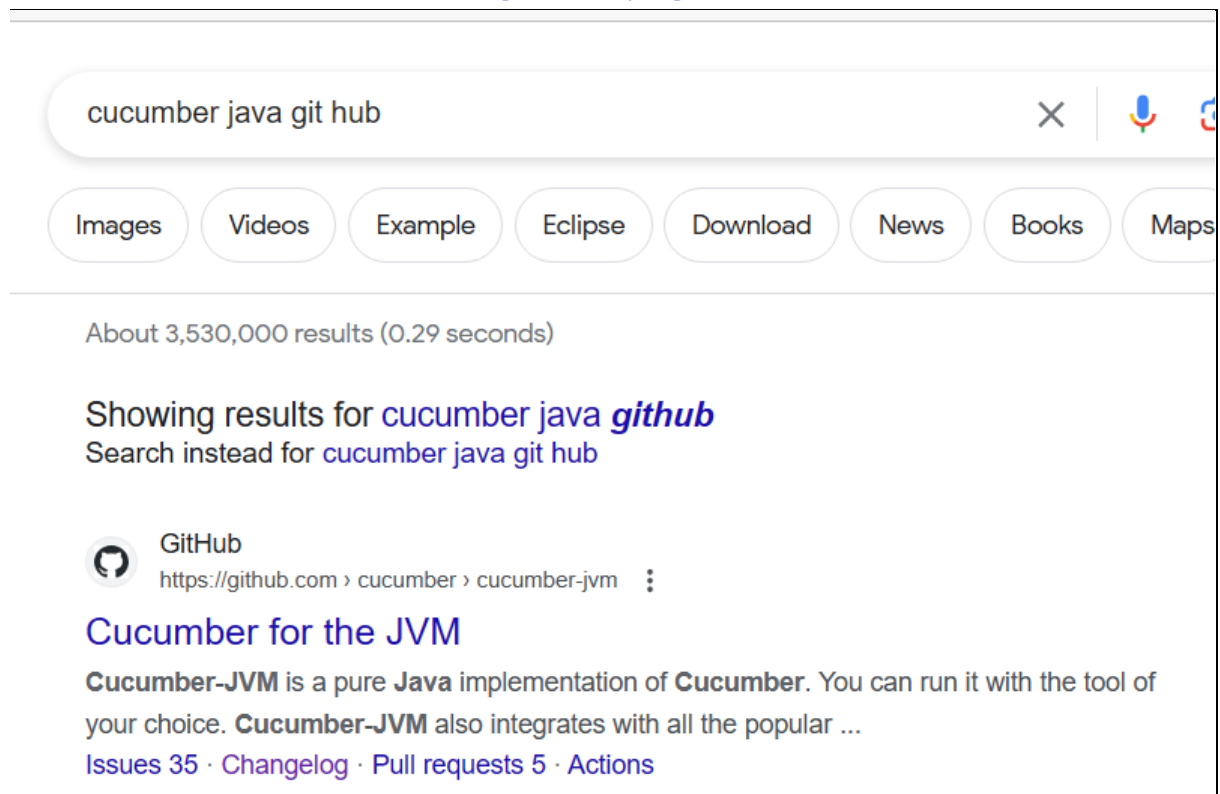 cucumber java git hub
Images Videos Example Eclipse Download News Books Maps
About 3,530,000 results (0.29 seconds)
Showing results for cucumber java github
Search instead for cucumber java git hub
GitHub
https://github.com › cucumber › cucumber-jvm
Cucumber for the JVM
Cucumber-JVM is a pure Java implementation of Cucumber. You can run it with the tool of
your choice. Cucumber-JVM also integrates with all the popular ...
Issues 35 · Changelog · Pull requests 5 · Actions